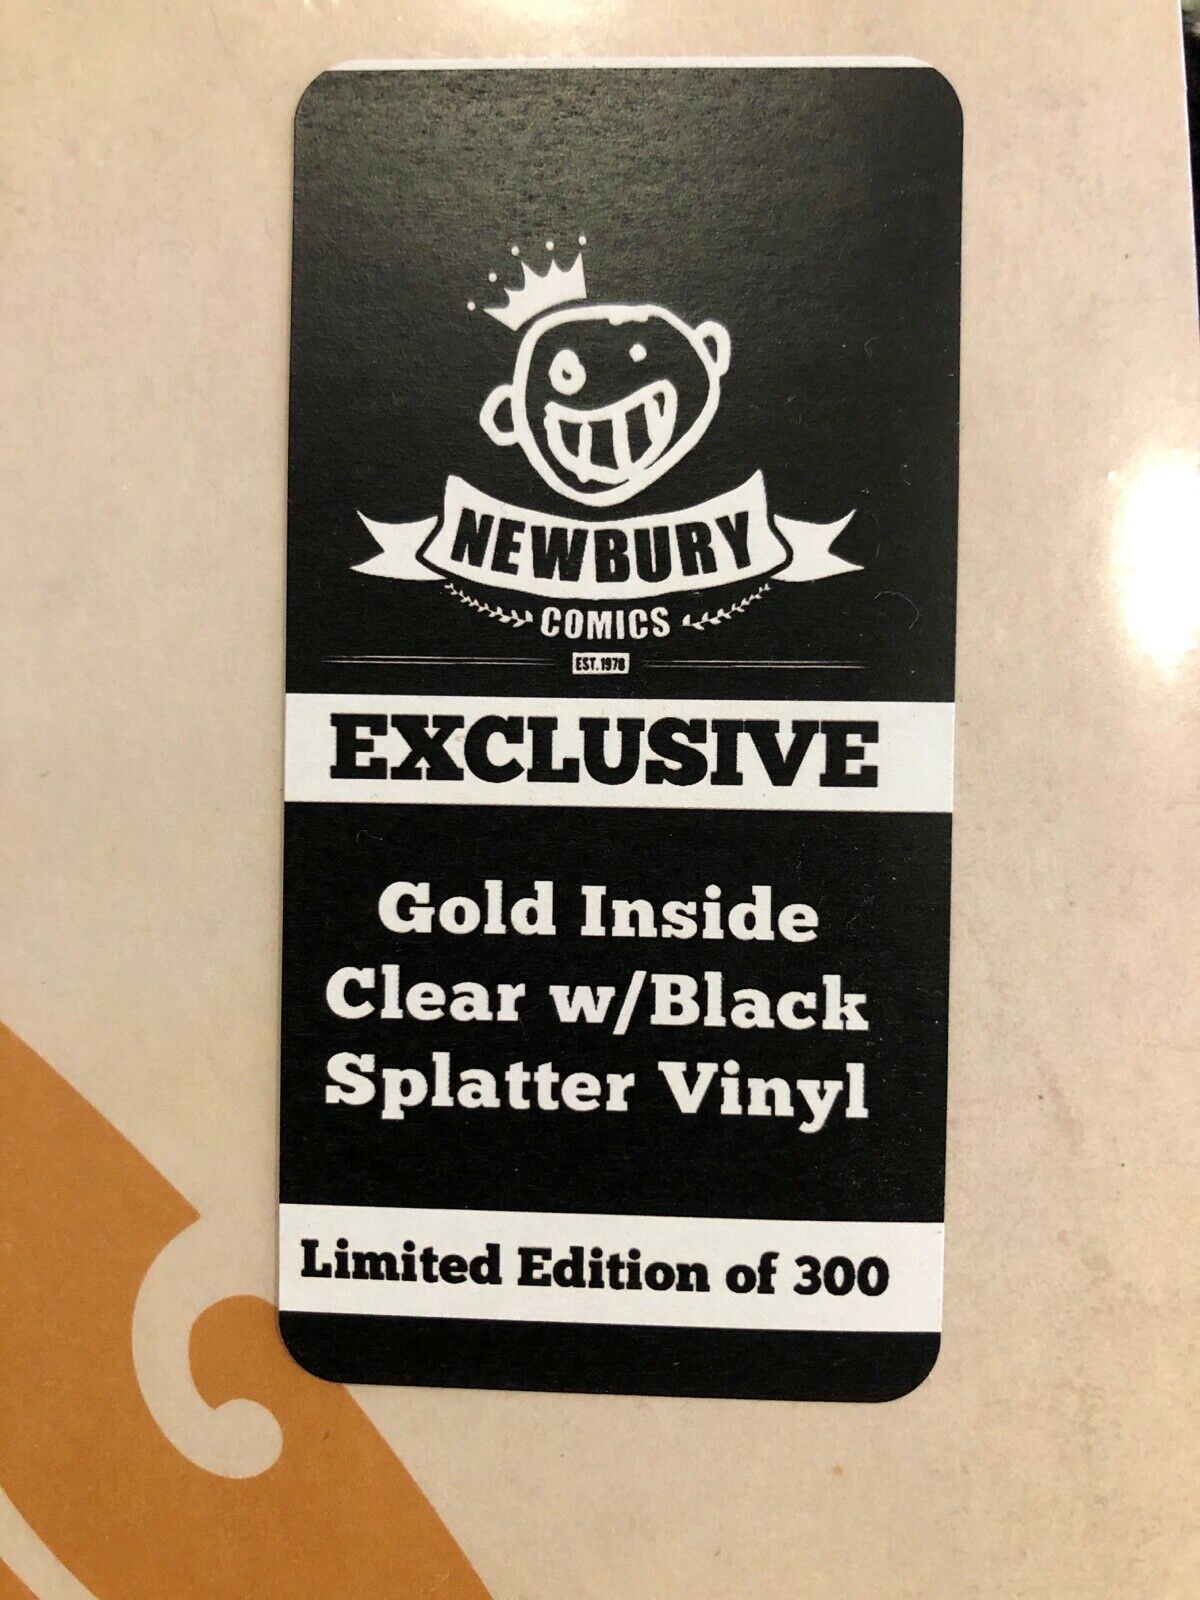 NEWBURY
COMICS
EST. 1978
EXCLUSIVE
Gold Inside
Clear w/Black
Splatter Vinyl
Limited Edition of 300